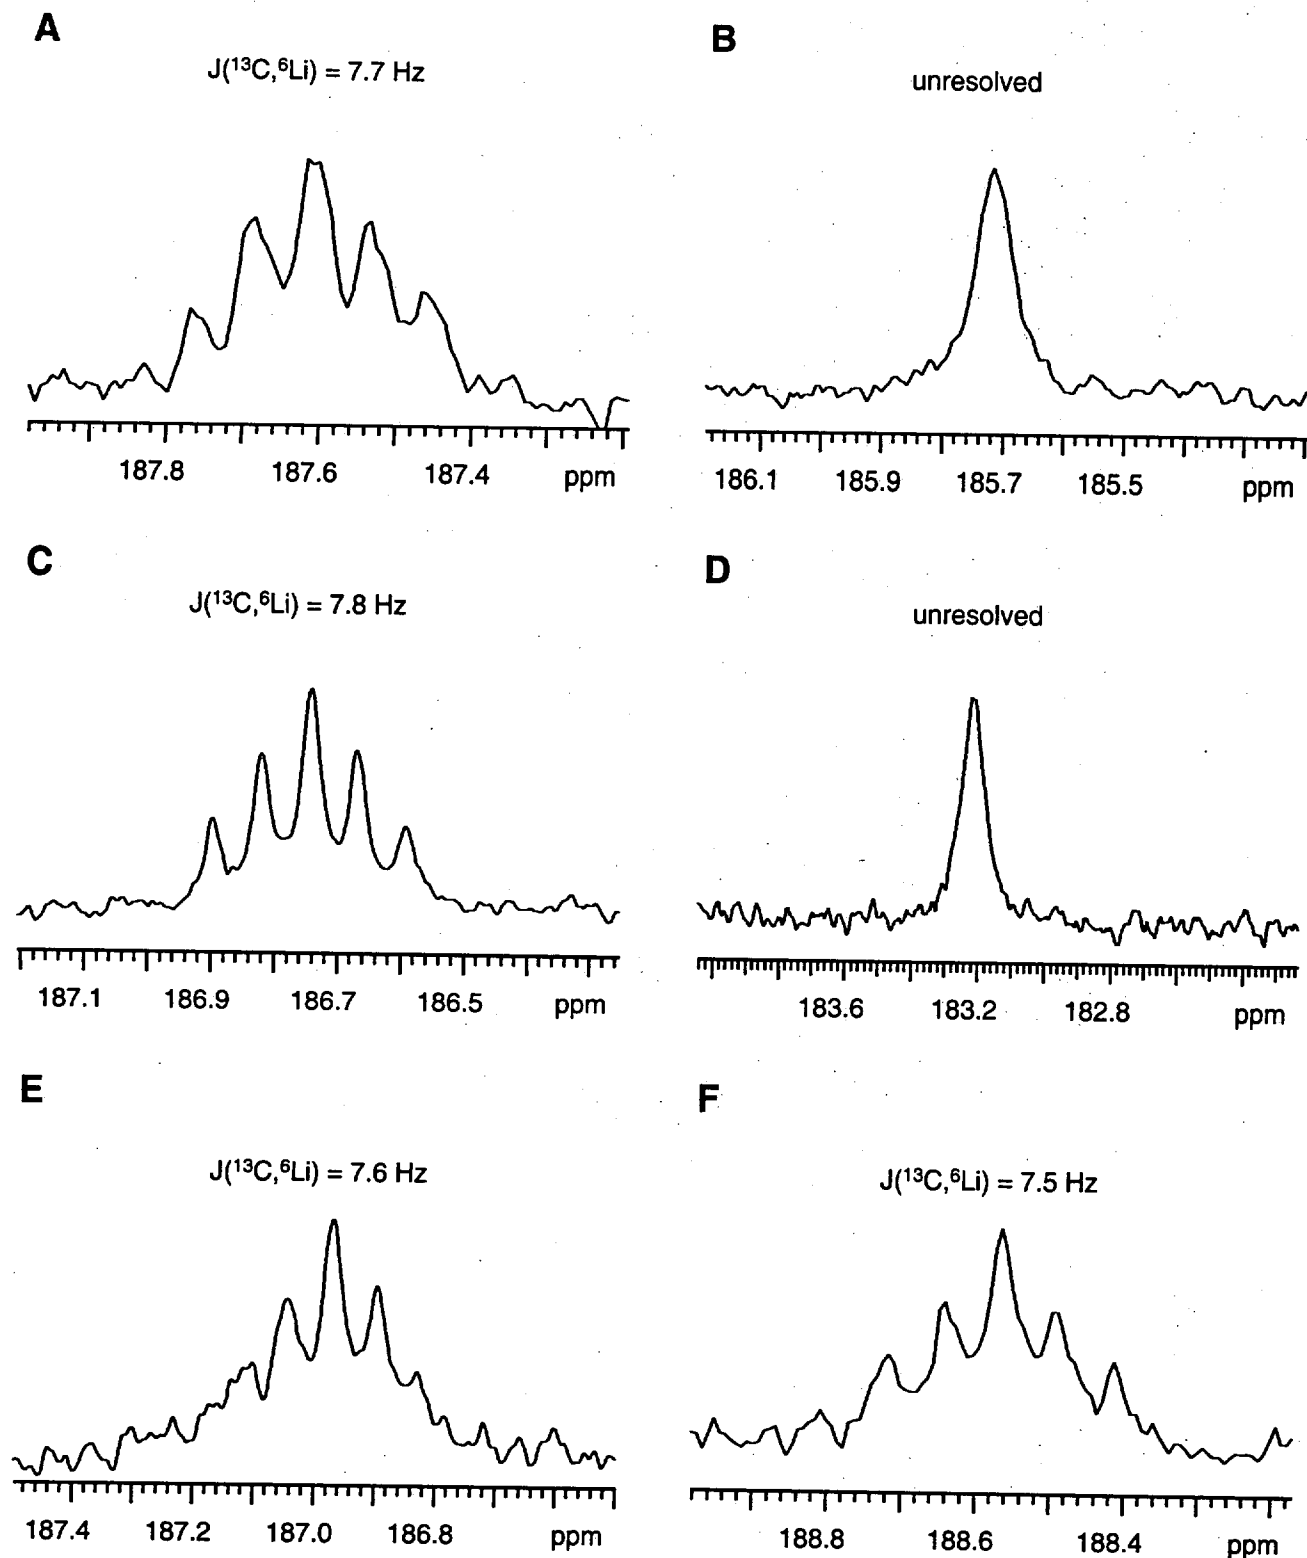 A
J(¹³C,⁶Li) = 7.7 Hz
187.8 187.6 187.4 ppm
B
unresolved
186.1 185.9 185.7 185.5 ppm
C
J(¹³C,⁶Li) = 7.8 Hz
187.1 186.9 186.7 186.5 ppm
D
unresolved
183.6 183.2 182.8 ppm
E
J(¹³C,⁶Li) = 7.6 Hz
187.4 187.2 187.0 186.8 ppm
F
J(¹³C,⁶Li) = 7.5 Hz
188.8 188.6 188.4 ppm